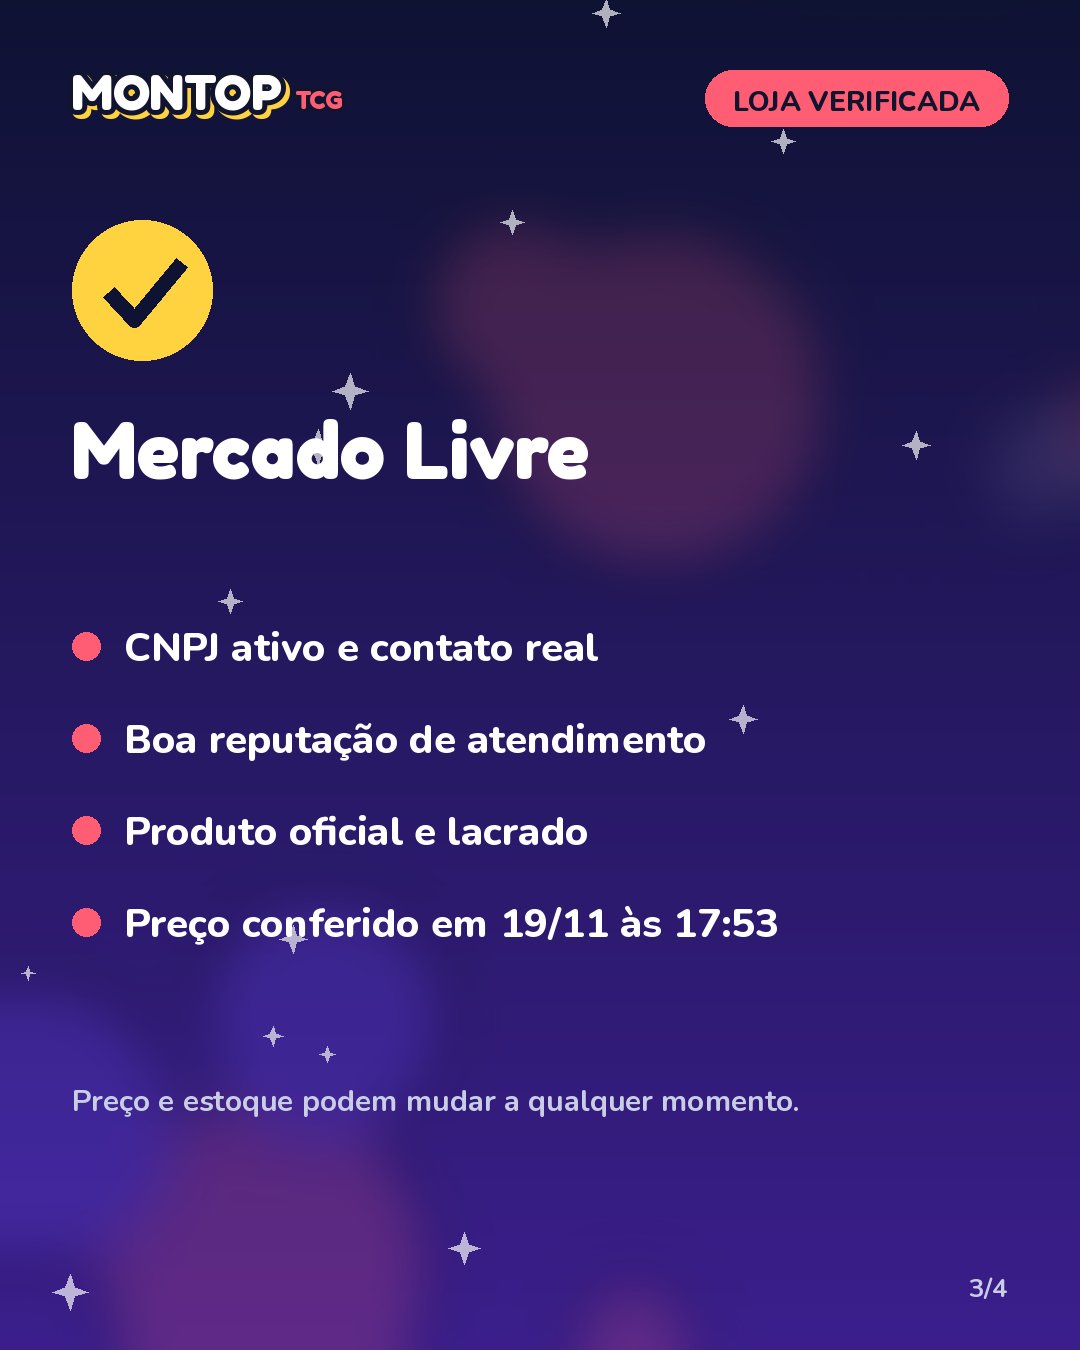 MONTOP TCG
LOJA VERIFICADA
Mercado Livre
CNPJ ativo e contato real
Boa reputação de atendimento
Produto oficial e lacrado
Preço conferido em 19/11 às 17:53
Preço e estoque podem mudar a qualquer momento.
3/4